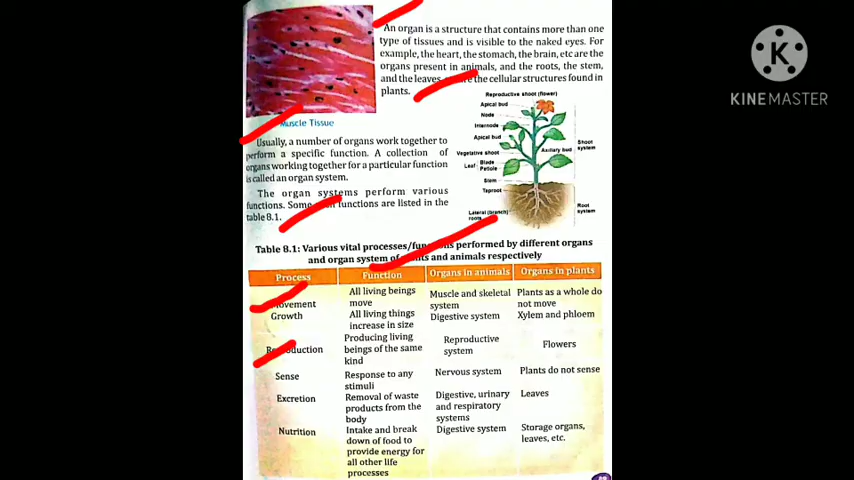 An organ is a structure that contains more than one
type of tissues and is visible to the naked eyes. For
example, the heart, the stomach, the brain, etc are the
organs present in animals, and the roots, the stem,
and the leaves, the cellular structures found in
plants.
Muscle Tissue
Usually, a number of organs work together to
perform a specific function. A collection of
organs working together for a particular function
is called an organ system.
The organ systems perform various
functions. Some functions are listed in the
table 8.1.
Reproductive shoot (flower)
Apical bud
Node
Internode
Apical bud
Vegetative shoot
Leaf
Blade
Petiole
Stem
Taproot
Lateral (branch)
roots
Axillary bud
Shoot
system
Root
system
Table 8.1: Various vital processes/functions performed by different organs
and organ system of plants and animals respectively
Process Function Organs in animals Organs in plants
Movement All living beings move Muscle and skeletal system Plants as a whole do not move
Growth All living things increase in size Digestive system Xylem and phloem
Reproduction Producing living beings of the same kind Reproductive system Flowers
Sense Response to any stimuli Nervous system Plants do not sense
Excretion Removal of waste products from the body Digestive, urinary and respiratory systems Leaves
Nutrition Intake and break down of food to provide energy for all other life processes Digestive system Storage organs, leaves, etc.
K
KINEMASTER